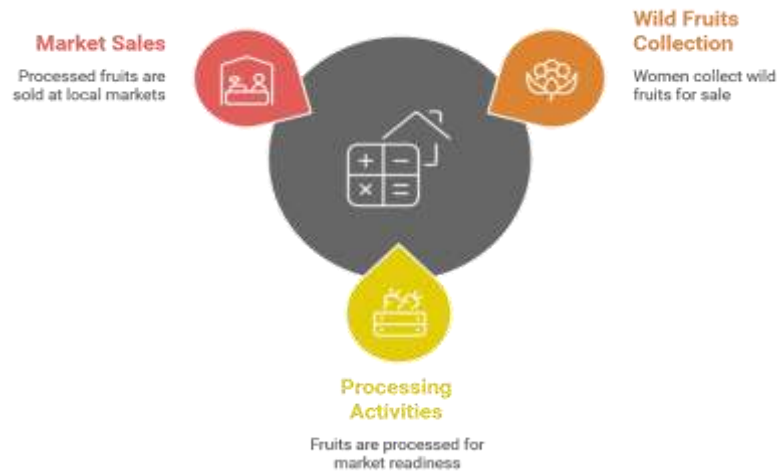 Market Sales
Processed fruits are
sold at local markets
Wild Fruits
Collection
Women collect wild
fruits for sale
Processing
Activities
Fruits are processed for
market readiness